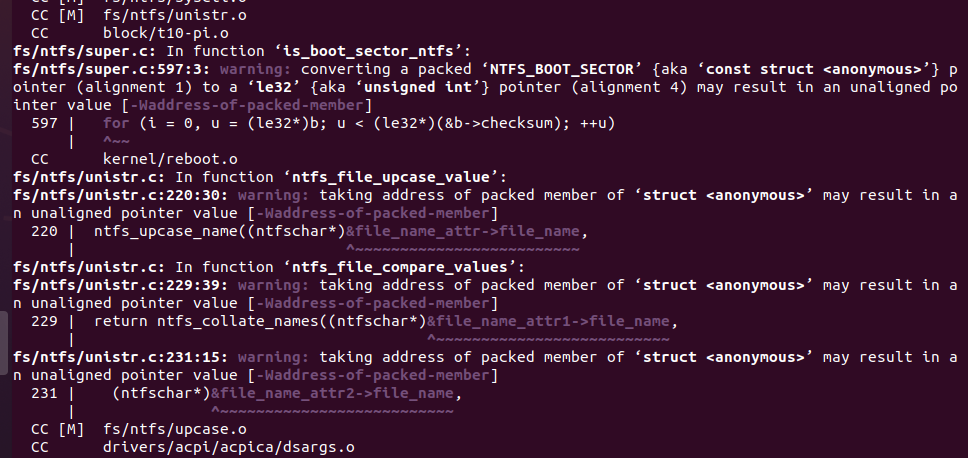 CC [M] fs/ntfs/unistr.o
CC block/t10-pi.o
fs/ntfs/super.c: In function ‘is_boot_sector_ntfs’:
fs/ntfs/super.c:597:3: warning: converting a packed ‘NTFS_BOOT_SECTOR’ {aka ‘const struct <anonymous>’} p
ointer (alignment 1) to a ‘le32’ {aka ‘unsigned int’} pointer (alignment 4) may result in an unaligned po
inter value [-Waddress-of-packed-member]
597 | for (i = 0, u = (le32*)b; u < (le32*)(&b->checksum); ++u)
| ^~~
CC kernel/reboot.o
fs/ntfs/unistr.c: In function ‘ntfs_file_upcase_value’:
fs/ntfs/unistr.c:220:30: warning: taking address of packed member of ‘struct <anonymous>’ may result in a
n unaligned pointer value [-Waddress-of-packed-member]
220 | ntfs_upcase_name((ntfschar*)&file_name_attr->file_name,
| ^~~~~~~~~~~~~~~~~~~~~~~~~~
fs/ntfs/unistr.c: In function ‘ntfs_file_compare_values’:
fs/ntfs/unistr.c:229:39: warning: taking address of packed member of ‘struct <anonymous>’ may result in a
n unaligned pointer value [-Waddress-of-packed-member]
229 | return ntfs_collate_names((ntfschar*)&file_name_attr1->file_name,
| ^~~~~~~~~~~~~~~~~~~~~~~~~~~
fs/ntfs/unistr.c:231:15: warning: taking address of packed member of ‘struct <anonymous>’ may result in a
n unaligned pointer value [-Waddress-of-packed-member]
231 | (ntfschar*)&file_name_attr2->file_name,
| ^~~~~~~~~~~~~~~~~~~~~~~~~~~
CC [M] fs/ntfs/upcase.o
CC drivers/acpi/acpica/dsargs.o